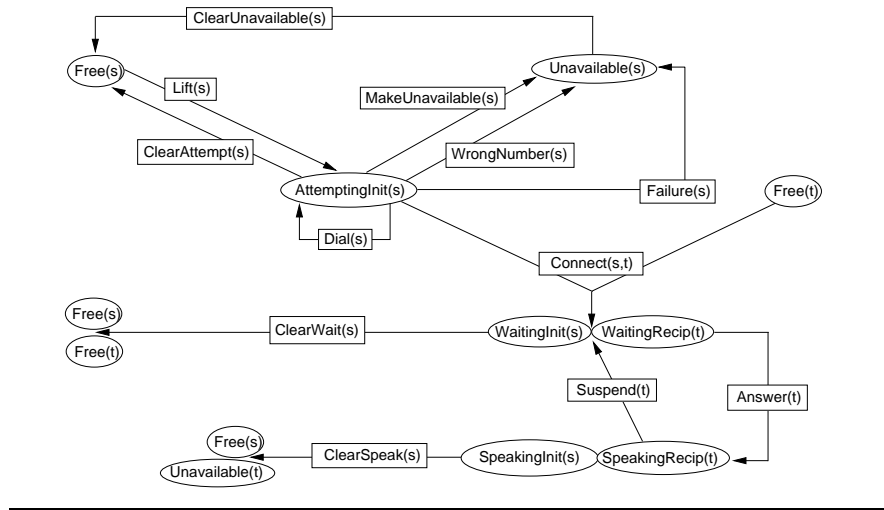 ClearUnavailable(s)
Free(s)
Unavailable(s)
Lift(s)
MakeUnavailable(s)
ClearAttempt(s)
WrongNumber(s)
AttemptingInit(s)
Failure(s)
Free(t)
Dial(s)
Connect(s,t)
Free(s)
ClearWait(s)
WaitingInit(s)
WaitingRecip(t)
Free(t)
Suspend(t)
Answer(t)
Free(s)
ClearSpeak(s)
SpeakingInit(s)
SpeakingRecip(t)
Unavailable(t)